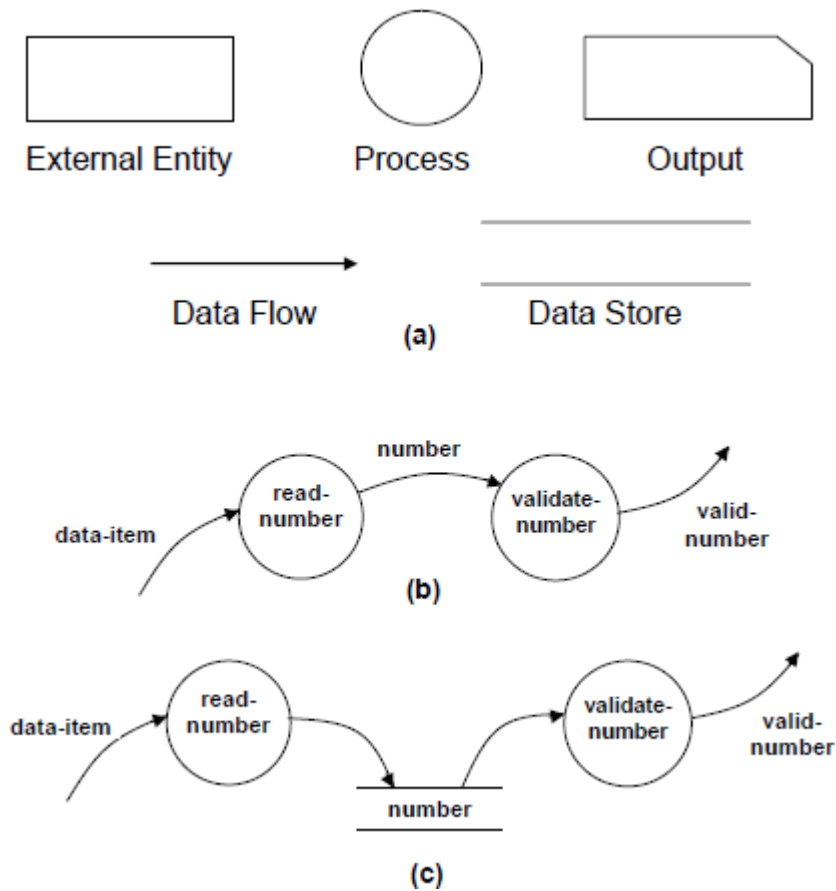 External Entity
Process
Output
Data Flow
Data Store
(a)
number
read-
number
validate-
number
data-item
valid-
number
(b)
read-
number
validate-
number
data-item
valid-
number
number
(c)